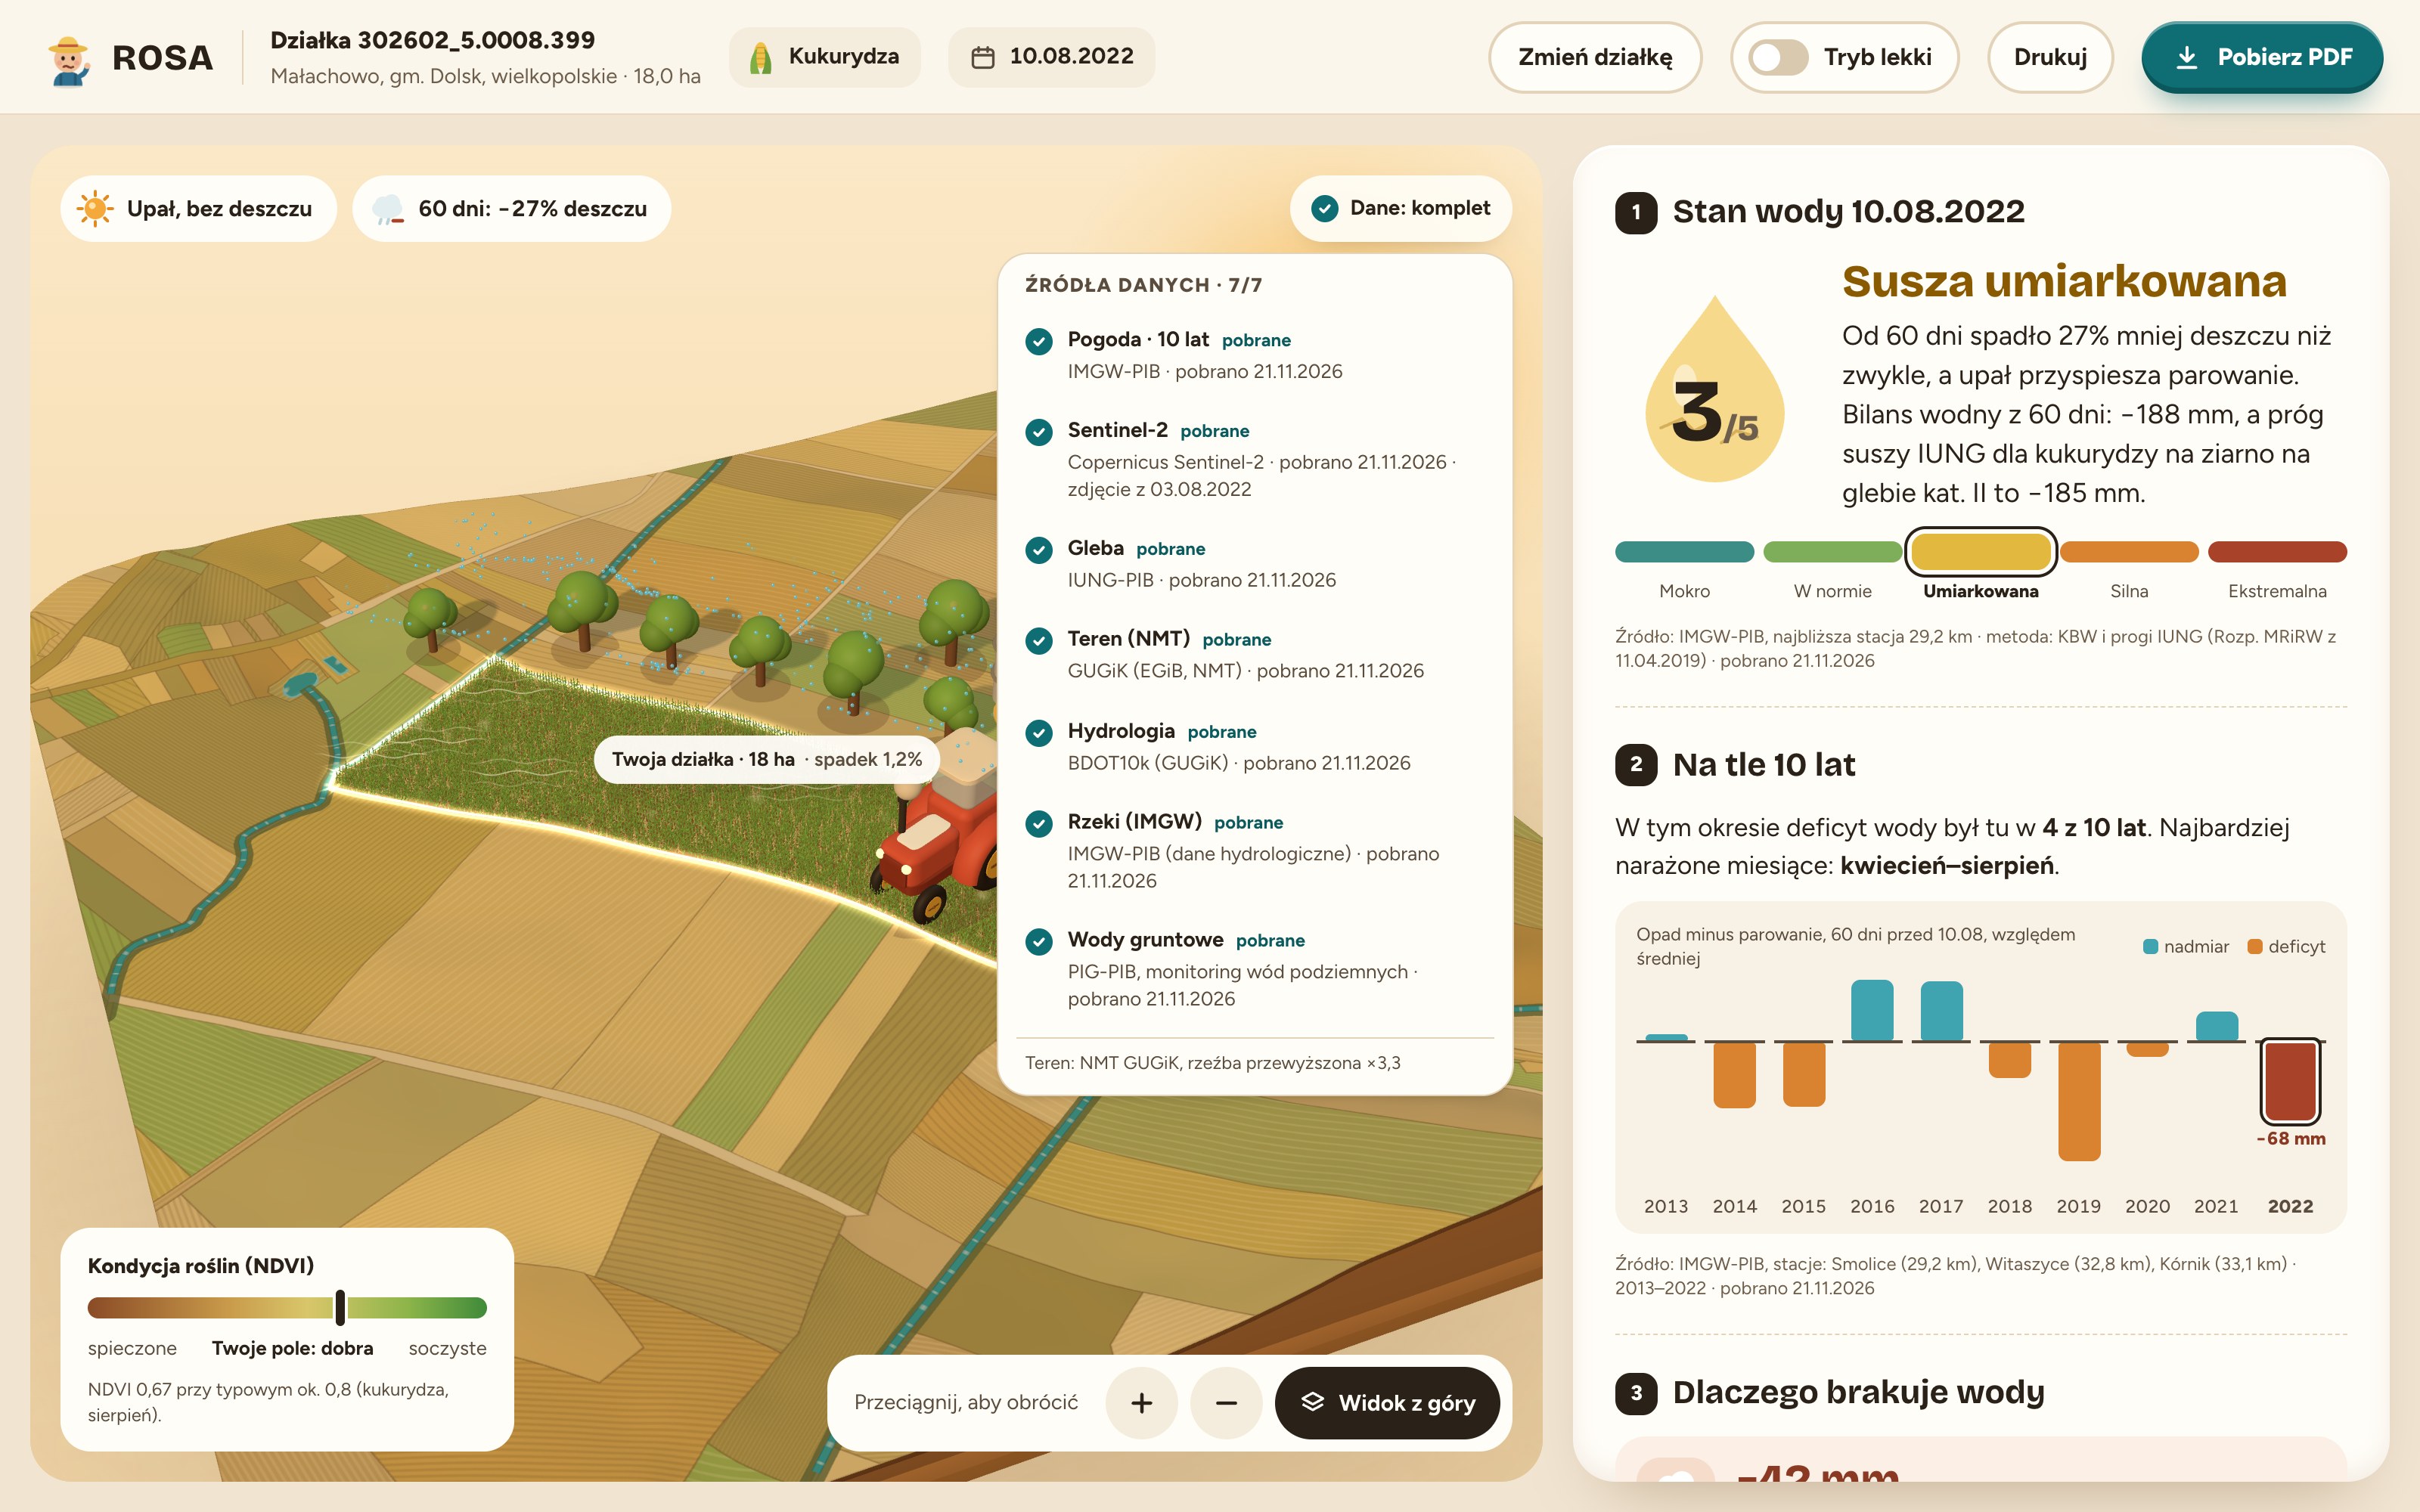 ROSA
Działka 302602_5.0008.399
Małachowo, gm. Dolsk, wielkopolskie · 18,0 ha
Kukurydza
10.08.2022
Zmień działkę
Tryb lekki
Drukuj
Pobierz PDF
Upał, bez deszczu
60 dni: −27% deszczu
Dane: komplet
ŹRÓDŁA DANYCH · 7/7
Pogoda · 10 lat pobrane
IMGW-PIB · pobrano 21.11.2026
Sentinel-2 pobrane
Copernicus Sentinel-2 · pobrano 21.11.2026 ·
zdjęcie z 03.08.2022
Gleba pobrane
IUNG-PIB · pobrano 21.11.2026
Teren (NMT) pobrane
GUGiK (EGiB, NMT) · pobrano 21.11.2026
Hydrologia pobrane
BDOT10k (GUGiK) · pobrano 21.11.2026
Rzeki (IMGW) pobrane
IMGW-PIB (dane hydrologiczne) · pobrano
21.11.2026
Wody gruntowe pobrane
PIG-PIB, monitoring wód podziemnych ·
pobrano 21.11.2026
Teren: NMT GUGiK, rzeźba przewyższona ×3,3
Twoja działka · 18 ha · spadek 1,2%
Kondycja roślin (NDVI)
spieczone Twoje pole: dobra soczyste
NDVI 0,67 przy typowym ok. 0,8 (kukurydza,
sierpień).
Przeciągnij, aby obrócić
+
−
Widok z góry
1 Stan wody 10.08.2022
3/5
Susza umiarkowana
Od 60 dni spadło 27% mniej deszczu niż
zwykle, a upał przyspiesza parowanie.
Bilans wodny z 60 dni: −188 mm, a próg
suszy IUNG dla kukurydzy na ziarno na
glebie kat. II to −185 mm.
Mokro W normie Umiarkowana Silna Ekstremalna
Źródło: IMGW-PIB, najbliższa stacja 29,2 km · metoda: KBW i progi IUNG (Rozp. MRiRW z
11.04.2019) · pobrano 21.11.2026
2 Na tle 10 lat
W tym okresie deficyt wody był tu w 4 z 10 lat. Najbardziej
narażone miesiące: kwiecień–sierpień.
Opad minus parowanie, 60 dni przed 10.08, względem
średniej
nadmiar deficyt
−68 mm
2013 2014 2015 2016 2017 2018 2019 2020 2021 2022
Źródło: IMGW-PIB, stacje: Smolice (29,2 km), Witaszyce (32,8 km), Kórnik (33,1 km) ·
2013–2022 · pobrano 21.11.2026
3 Dlaczego brakuje wody
−42 mm